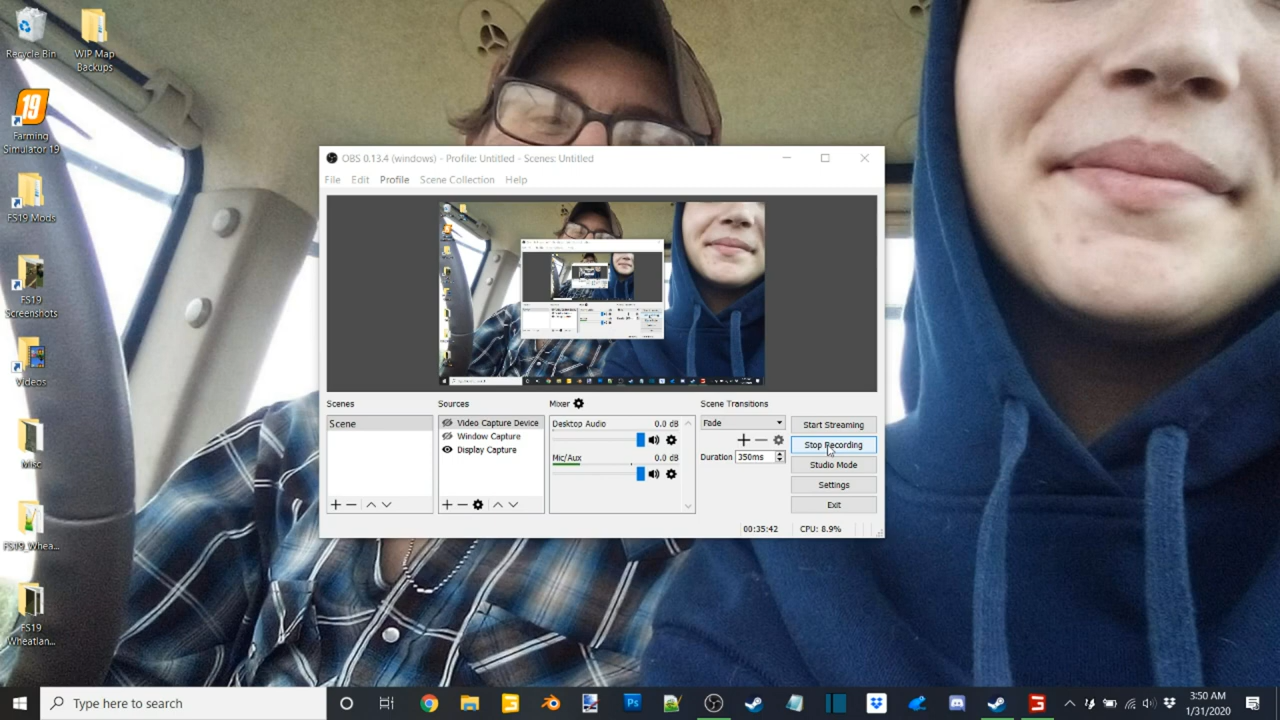 Recycle Bin
WIP Map
Backups
19
Farming
Simulator 19
FS19 Mods
FS19
Screenshots
Videos
Misc
FS19_Whea...
FS19
Wheatlan...
OBS 0.13.4 (windows) - Profile: Untitled - Scenes: Untitled
File Edit Profile Scene Collection Help
Scenes
Scene
Sources
Video Capture Device
Window Capture
Display Capture
Mixer
Desktop Audio 0.0 dB
Mic/Aux 0.0 dB
Scene Transitions
Fade
Duration 350ms
Start Streaming
Stop Recording
Studio Mode
Settings
Exit
00:35:42 CPU: 8.9%
Type here to search
Ps
3:50 AM
1/31/2020